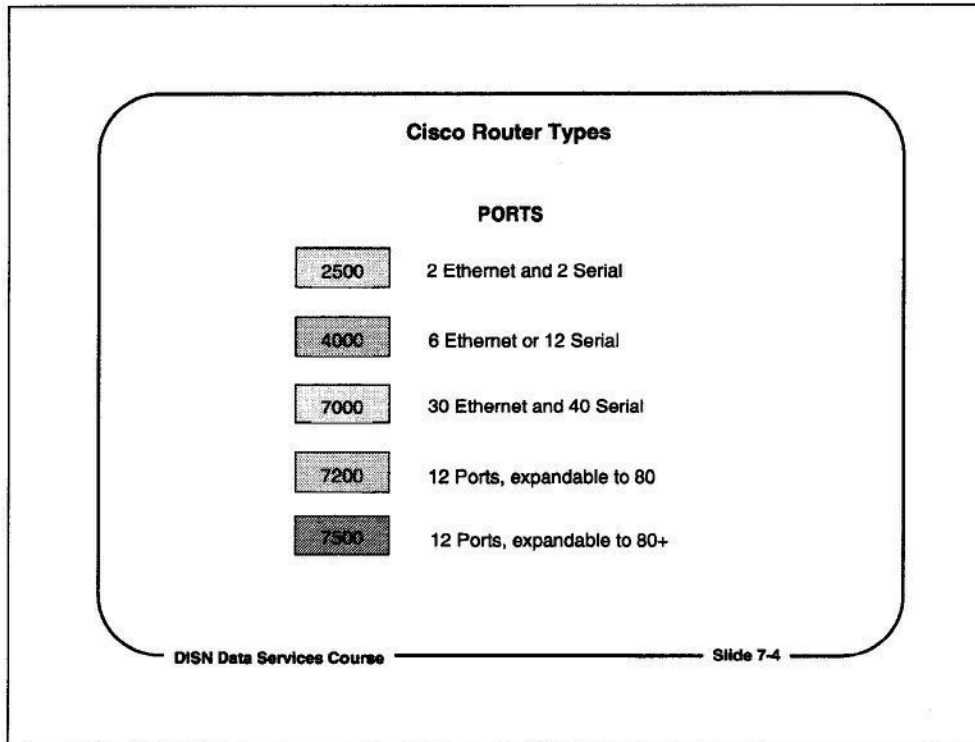 Cisco Router Types
PORTS
2500 2 Ethernet and 2 Serial
4000 6 Ethernet or 12 Serial
7000 30 Ethernet and 40 Serial
7200 12 Ports, expandable to 80
7500 12 Ports, expandable to 80+
DISN Data Services Course Slide 7-4